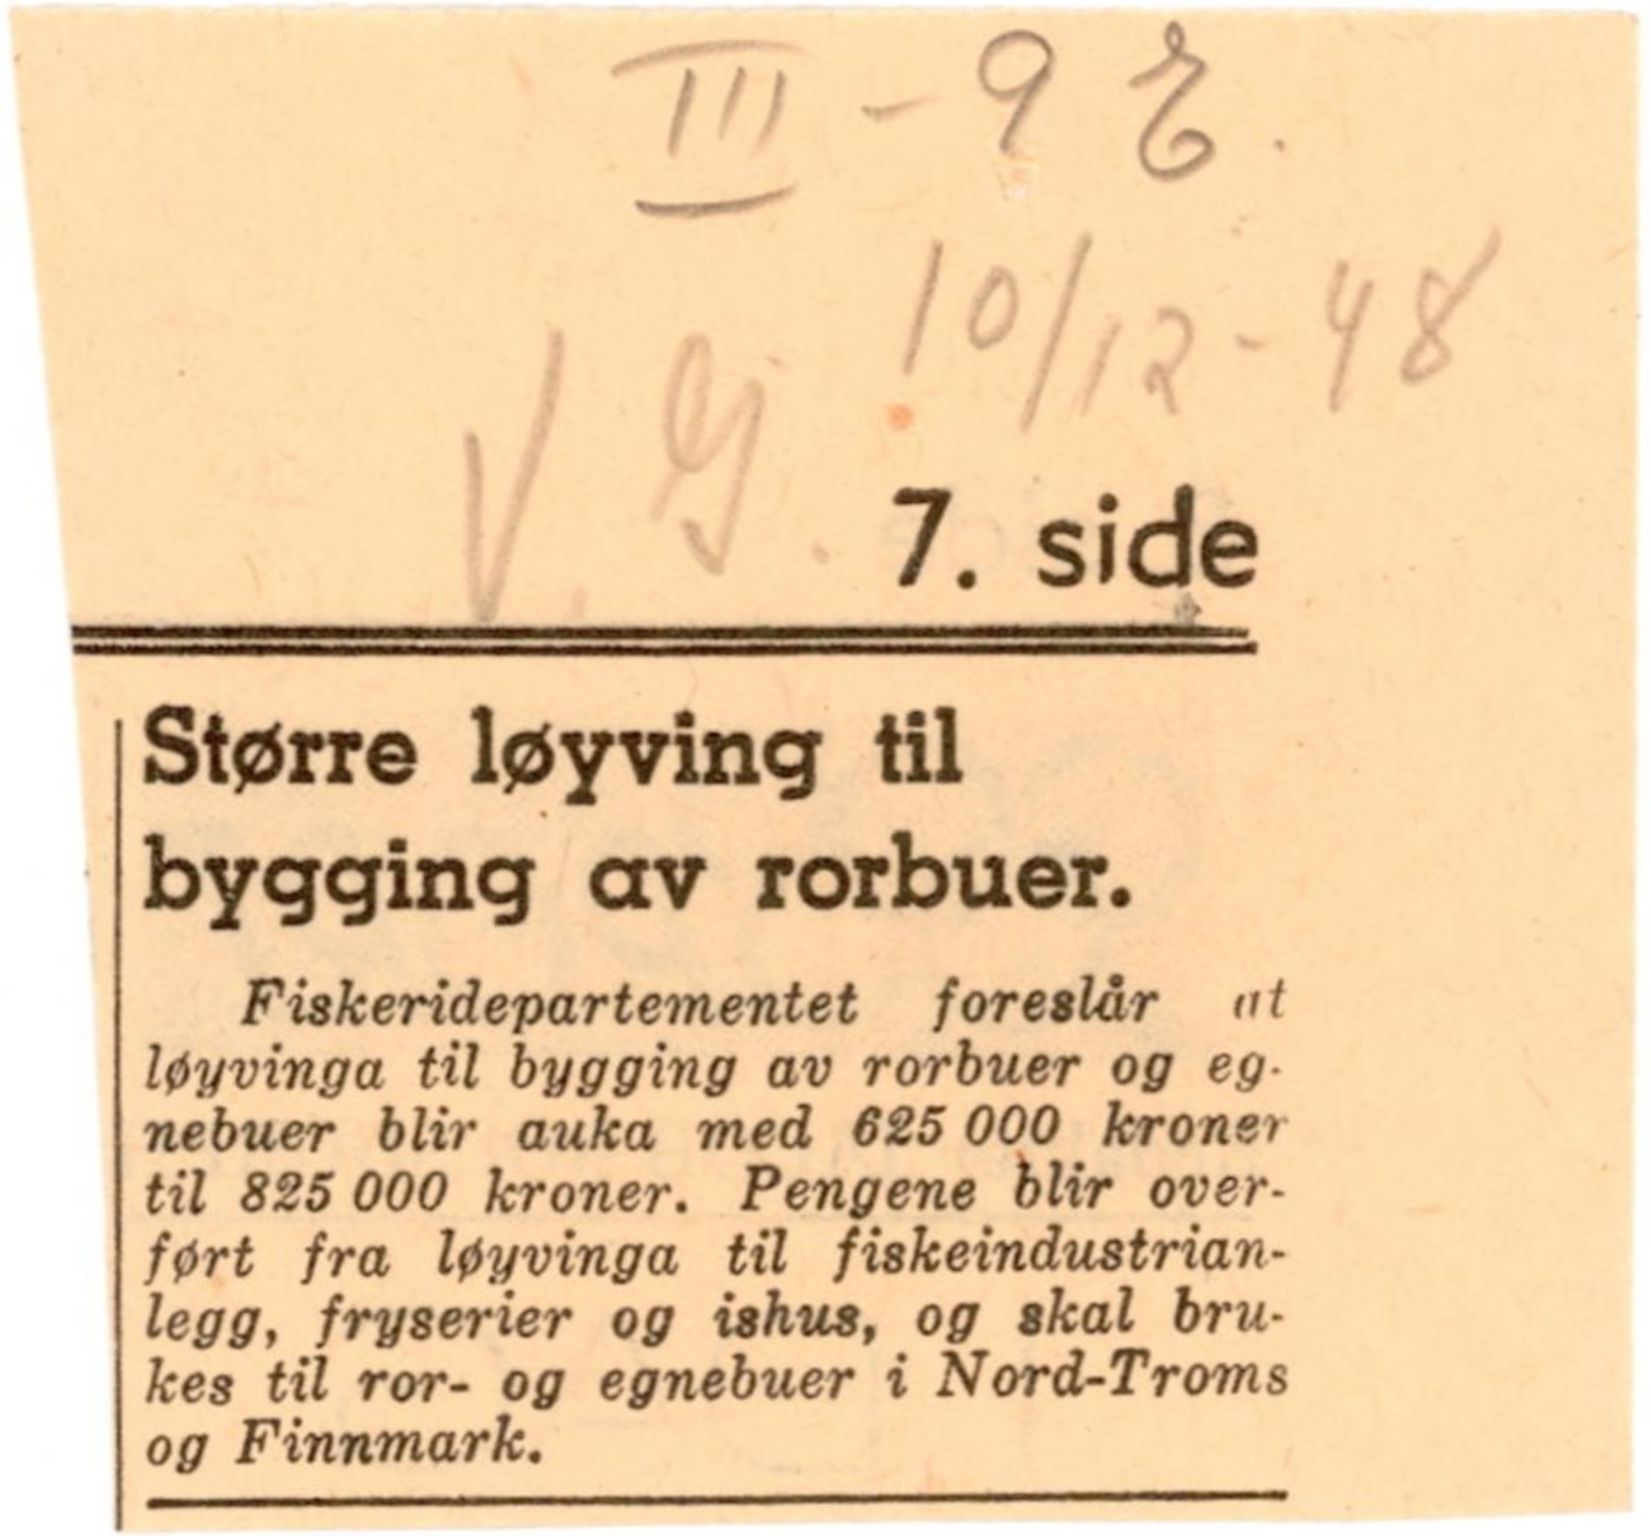 III - 9
10/12 - 48
V. G.
7. side
Større løyving til
bygging av rorbuer.
Fiskeridepartementet foreslår at
løyvinga til bygging av rorbuer og eg-
nebuer blir auka med 625 000 kroner
til 825 000 kroner. Pengene blir over-
ført fra løyvinga til fiskeindustrian-
legg, fryserier og ishus, og skal bru-
kes til ror- og egnebuer i Nord-Troms
og Finnmark.